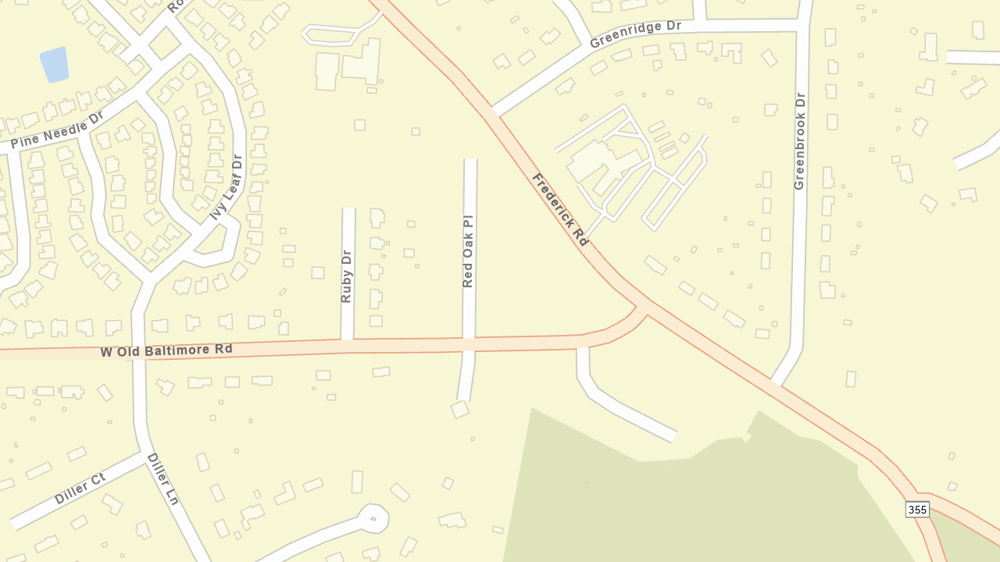 Ro
Greenridge Dr
Pine Needle Dr
Greenbrook Dr
Ivy Leaf Dr
Frederick Rd
Red Oak Pl
Ruby Dr
W Old Baltimore Rd
Diller Ln
Diller Ct
355